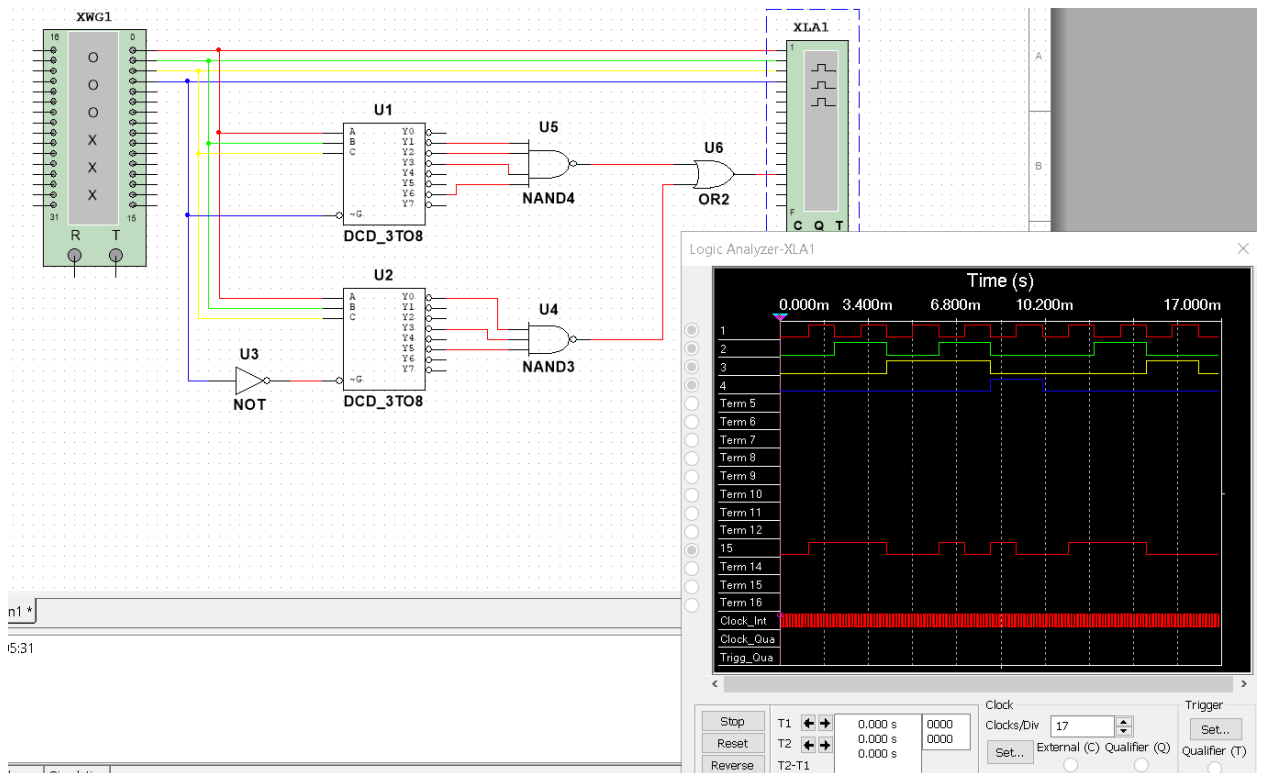 XWG1
16 0
O
O
O
X
X
X
31 15
R T
U1
A Y0
B Y1
C Y2
Y3
Y4
Y5
Y6
~G Y7
DCD_3TO8
U5
NAND4
U6
OR2
XLA1
1
F
C Q T
A
B
U2
A Y0
B Y1
C Y2
Y3
Y4
Y5
Y6
~G Y7
DCD_3TO8
U3
NOT
U4
NAND3
n1 *
5:31
Logic Analyzer-XLA1
Time (s)
0.000m 3.400m 6.800m 10.200m 17.000m
1
2
3
4
Term 5
Term 6
Term 7
Term 8
Term 9
Term 10
Term 11
Term 12
15
Term 14
Term 15
Term 16
Clock_Int
Clock_Qua
Trigg_Qua
Stop
Reset
Reverse
T1 0.000 s 0000
T2 0.000 s 0000
T2-T1 0.000 s
Clock
Clocks/Div 17
Set... External (C) Qualifier (Q)
Trigger
Set...
Qualifier (T)